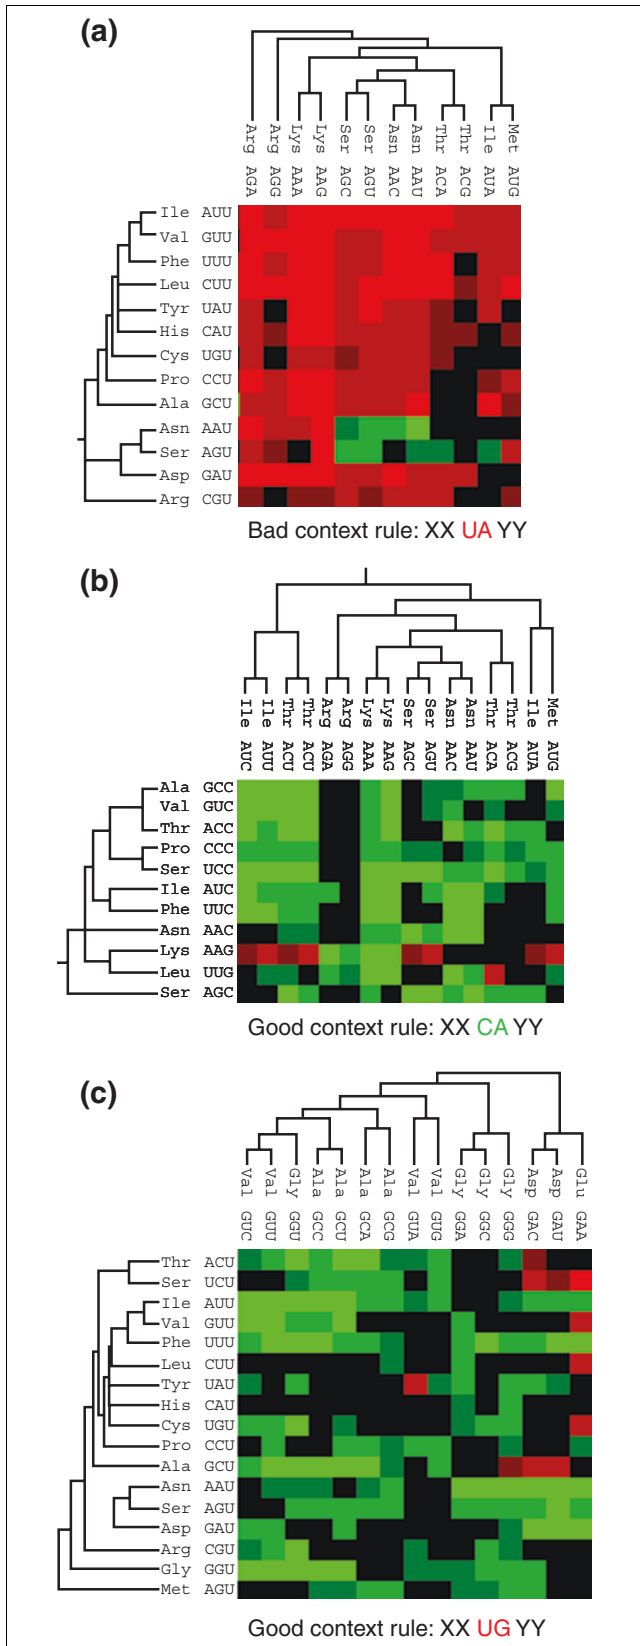 (a)
Arg AGA
Arg AGG
Lys AAA
Lys AAG
Ser AGC
Ser AGU
Asn AAC
Asn AAU
Thr ACA
Thr ACG
Ile AUA
Met AUG
Ile AUU
Val GUU
Phe UUU
Leu CUU
Tyr UAU
His CAU
Cys UGU
Pro CCU
Ala GCU
Asn AAU
Ser AGU
Asp GAU
Arg CGU
Bad context rule: XX UA YY
(b)
Ile AUC
Ile AUU
Thr ACU
Thr ACU
Arg AGA
Arg AGG
Lys AAA
Lys AAG
Ser AGC
Ser AGU
Asn AAC
Asn AAU
Thr ACA
Thr ACG
Ile AUA
Met AUG
Ala GCC
Val GUC
Thr ACC
Pro CCC
Ser UCC
Ile AUC
Phe UUC
Asn AAC
Lys AAG
Leu UUG
Ser AGC
Good context rule: XX CA YY
(c)
Val GUC
Val GUU
Gly GGU
Ala GCC
Ala GCU
Ala GCA
Ala GCG
Val GUA
Val GUG
Gly GGA
Gly GGC
Gly GGG
Asp GAC
Asp GAU
Glu GAA
Thr ACU
Ser UCU
Ile AUU
Val GUU
Phe UUU
Leu CUU
Tyr UAU
His CAU
Cys UGU
Pro CCU
Ala GCU
Asn AAU
Ser AGU
Asp GAU
Arg CGU
Gly GGU
Met AGU
Good context rule: XX UG YY